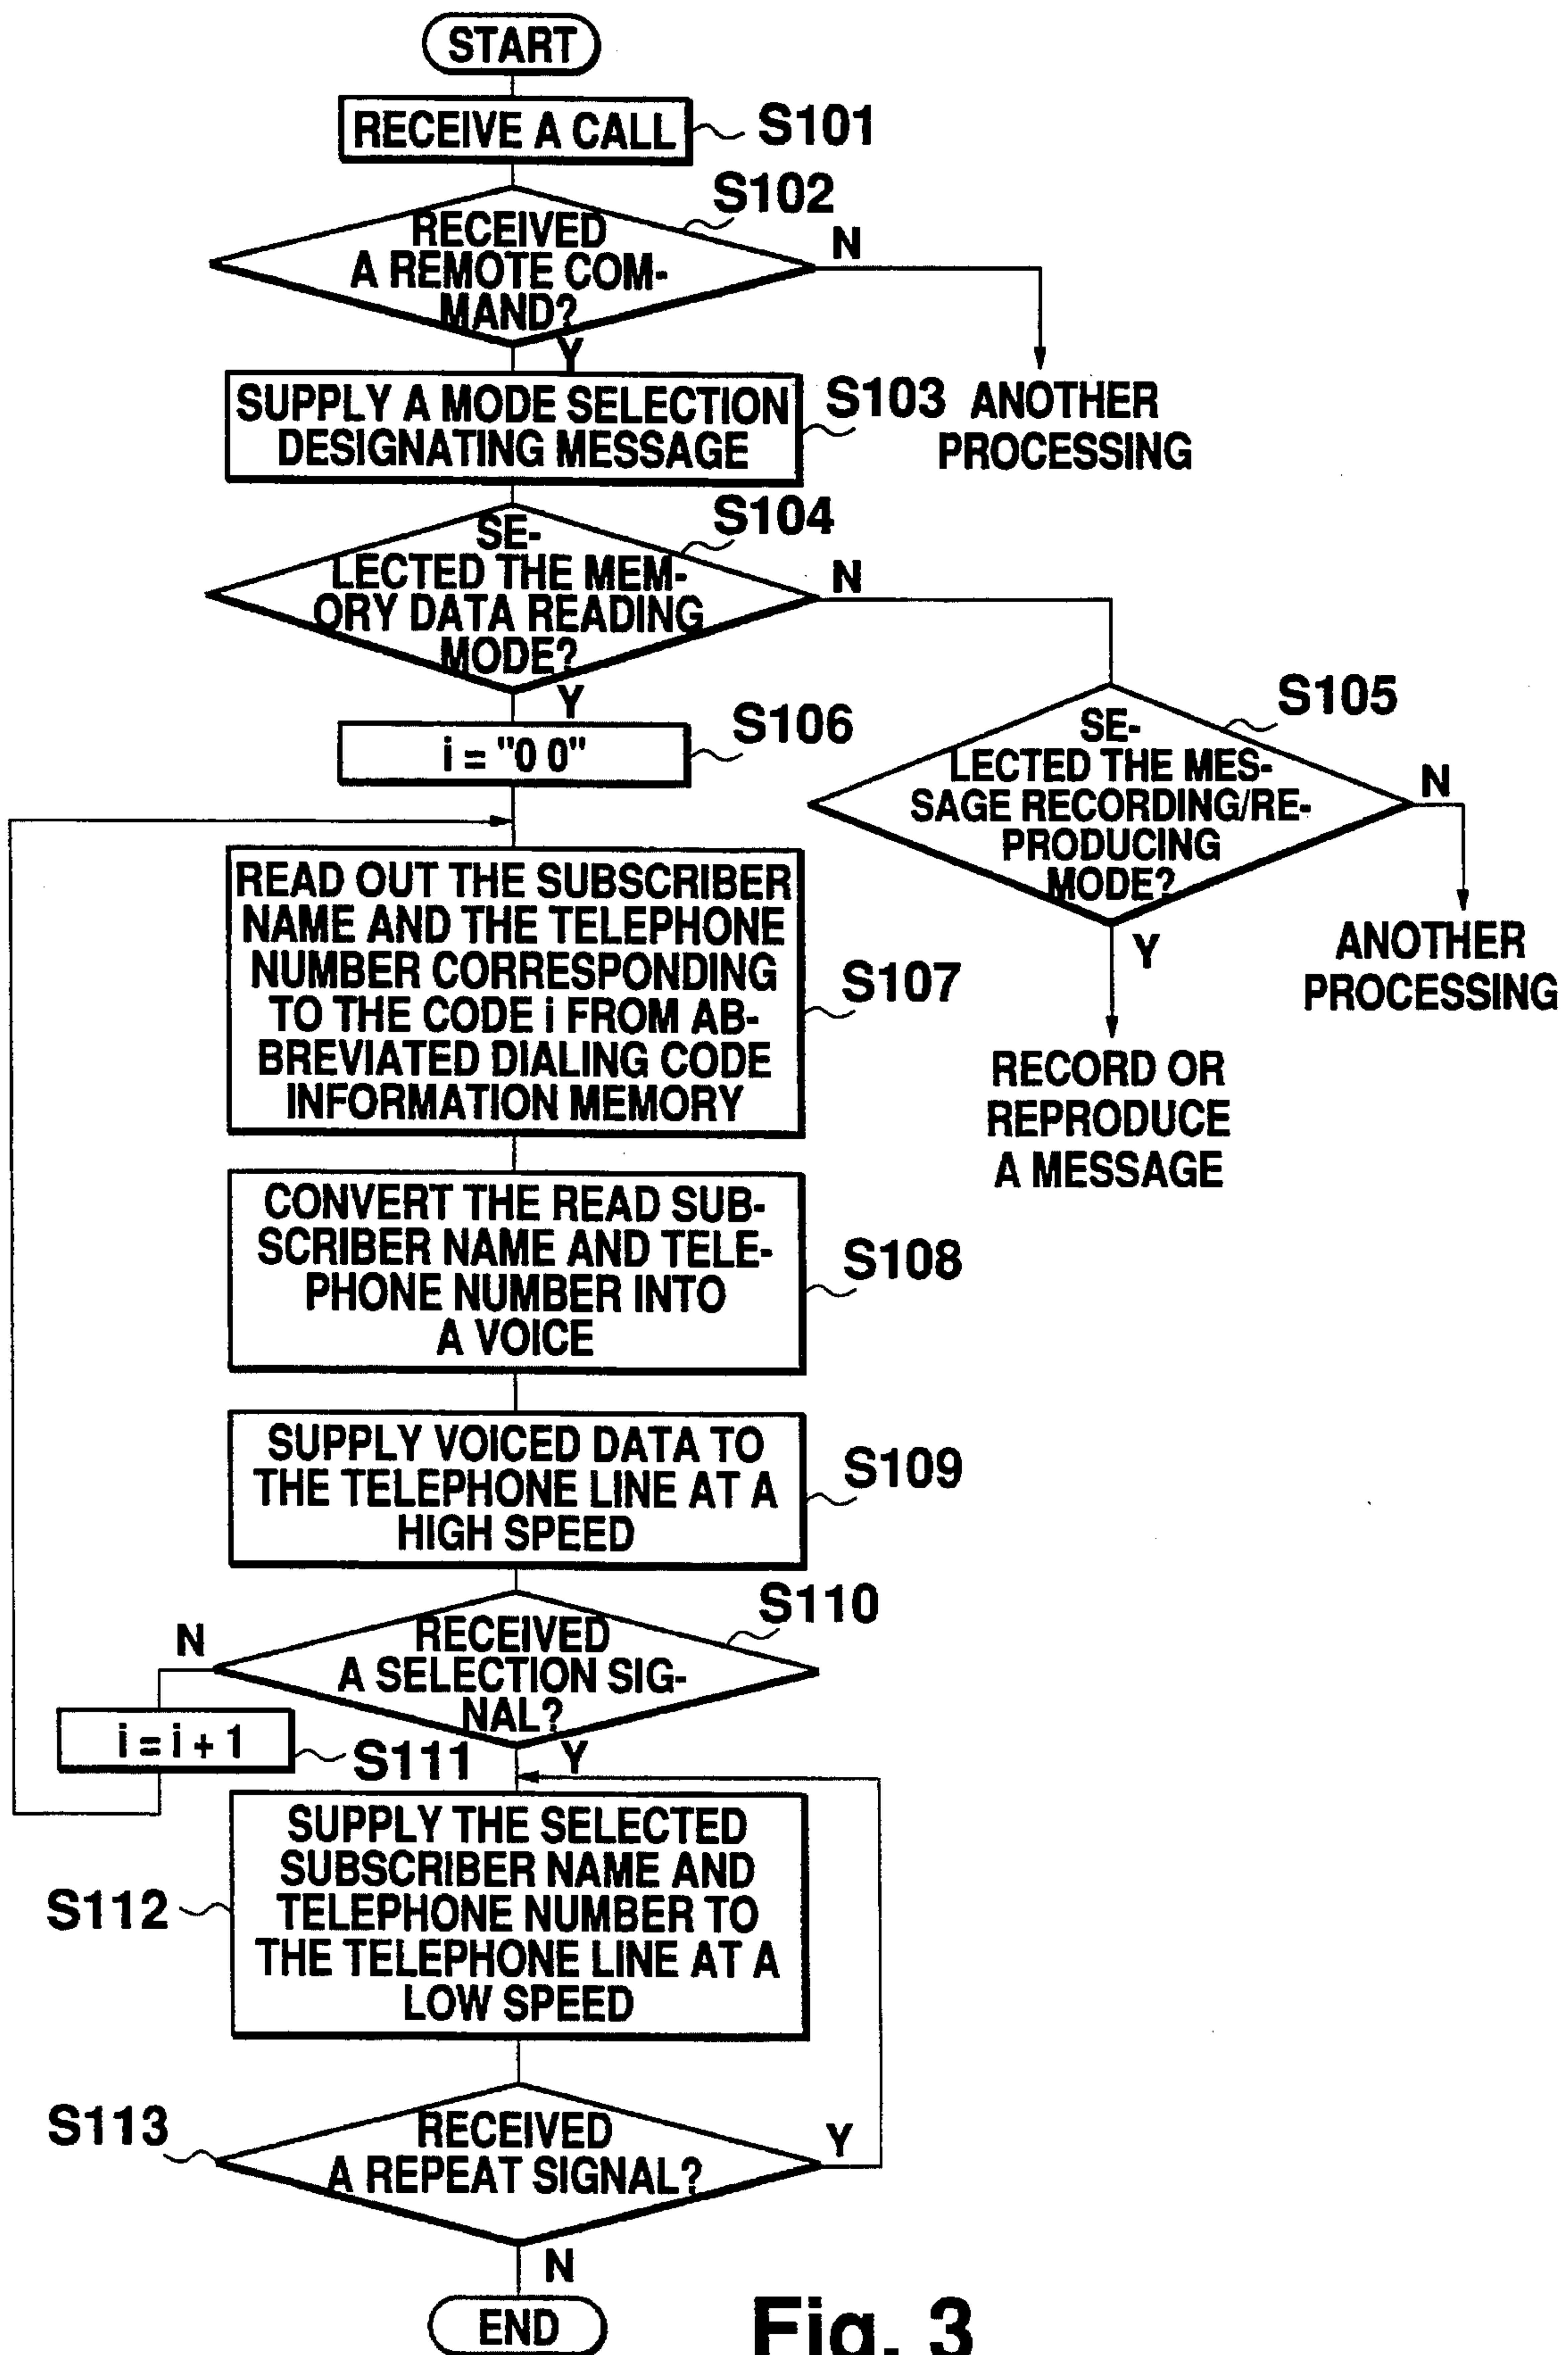 START
RECEIVE A CALL
S101
S102
RECEIVED
A REMOTE COM-
MAND?
N
Y
SUPPLY A MODE SELECTION
DESIGNATING MESSAGE
S103
ANOTHER
PROCESSING
S104
SE-
LECTED THE MEM-
ORY DATA READING
MODE?
N
Y
S105
SE-
LECTED THE MES-
SAGE RECORDING/RE-
PRODUCING
MODE?
N
Y
ANOTHER
PROCESSING
RECORD OR
REPRODUCE
A MESSAGE
i = "0 0"
S106
READ OUT THE SUBSCRIBER
NAME AND THE TELEPHONE
NUMBER CORRESPONDING
TO THE CODE i FROM AB-
BREVIATED DIALING CODE
INFORMATION MEMORY
S107
CONVERT THE READ SUB-
SCRIBER NAME AND TELE-
PHONE NUMBER INTO
A VOICE
S108
SUPPLY VOICED DATA TO
THE TELEPHONE LINE AT A
HIGH SPEED
S109
S110
RECEIVED
A SELECTION SIG-
NAL?
N
Y
i = i + 1
S111
SUPPLY THE SELECTED
SUBSCRIBER NAME AND
TELEPHONE NUMBER TO
THE TELEPHONE LINE AT A
LOW SPEED
S112
S113
RECEIVED
A REPEAT SIGNAL?
Y
N
END
Fig. 3